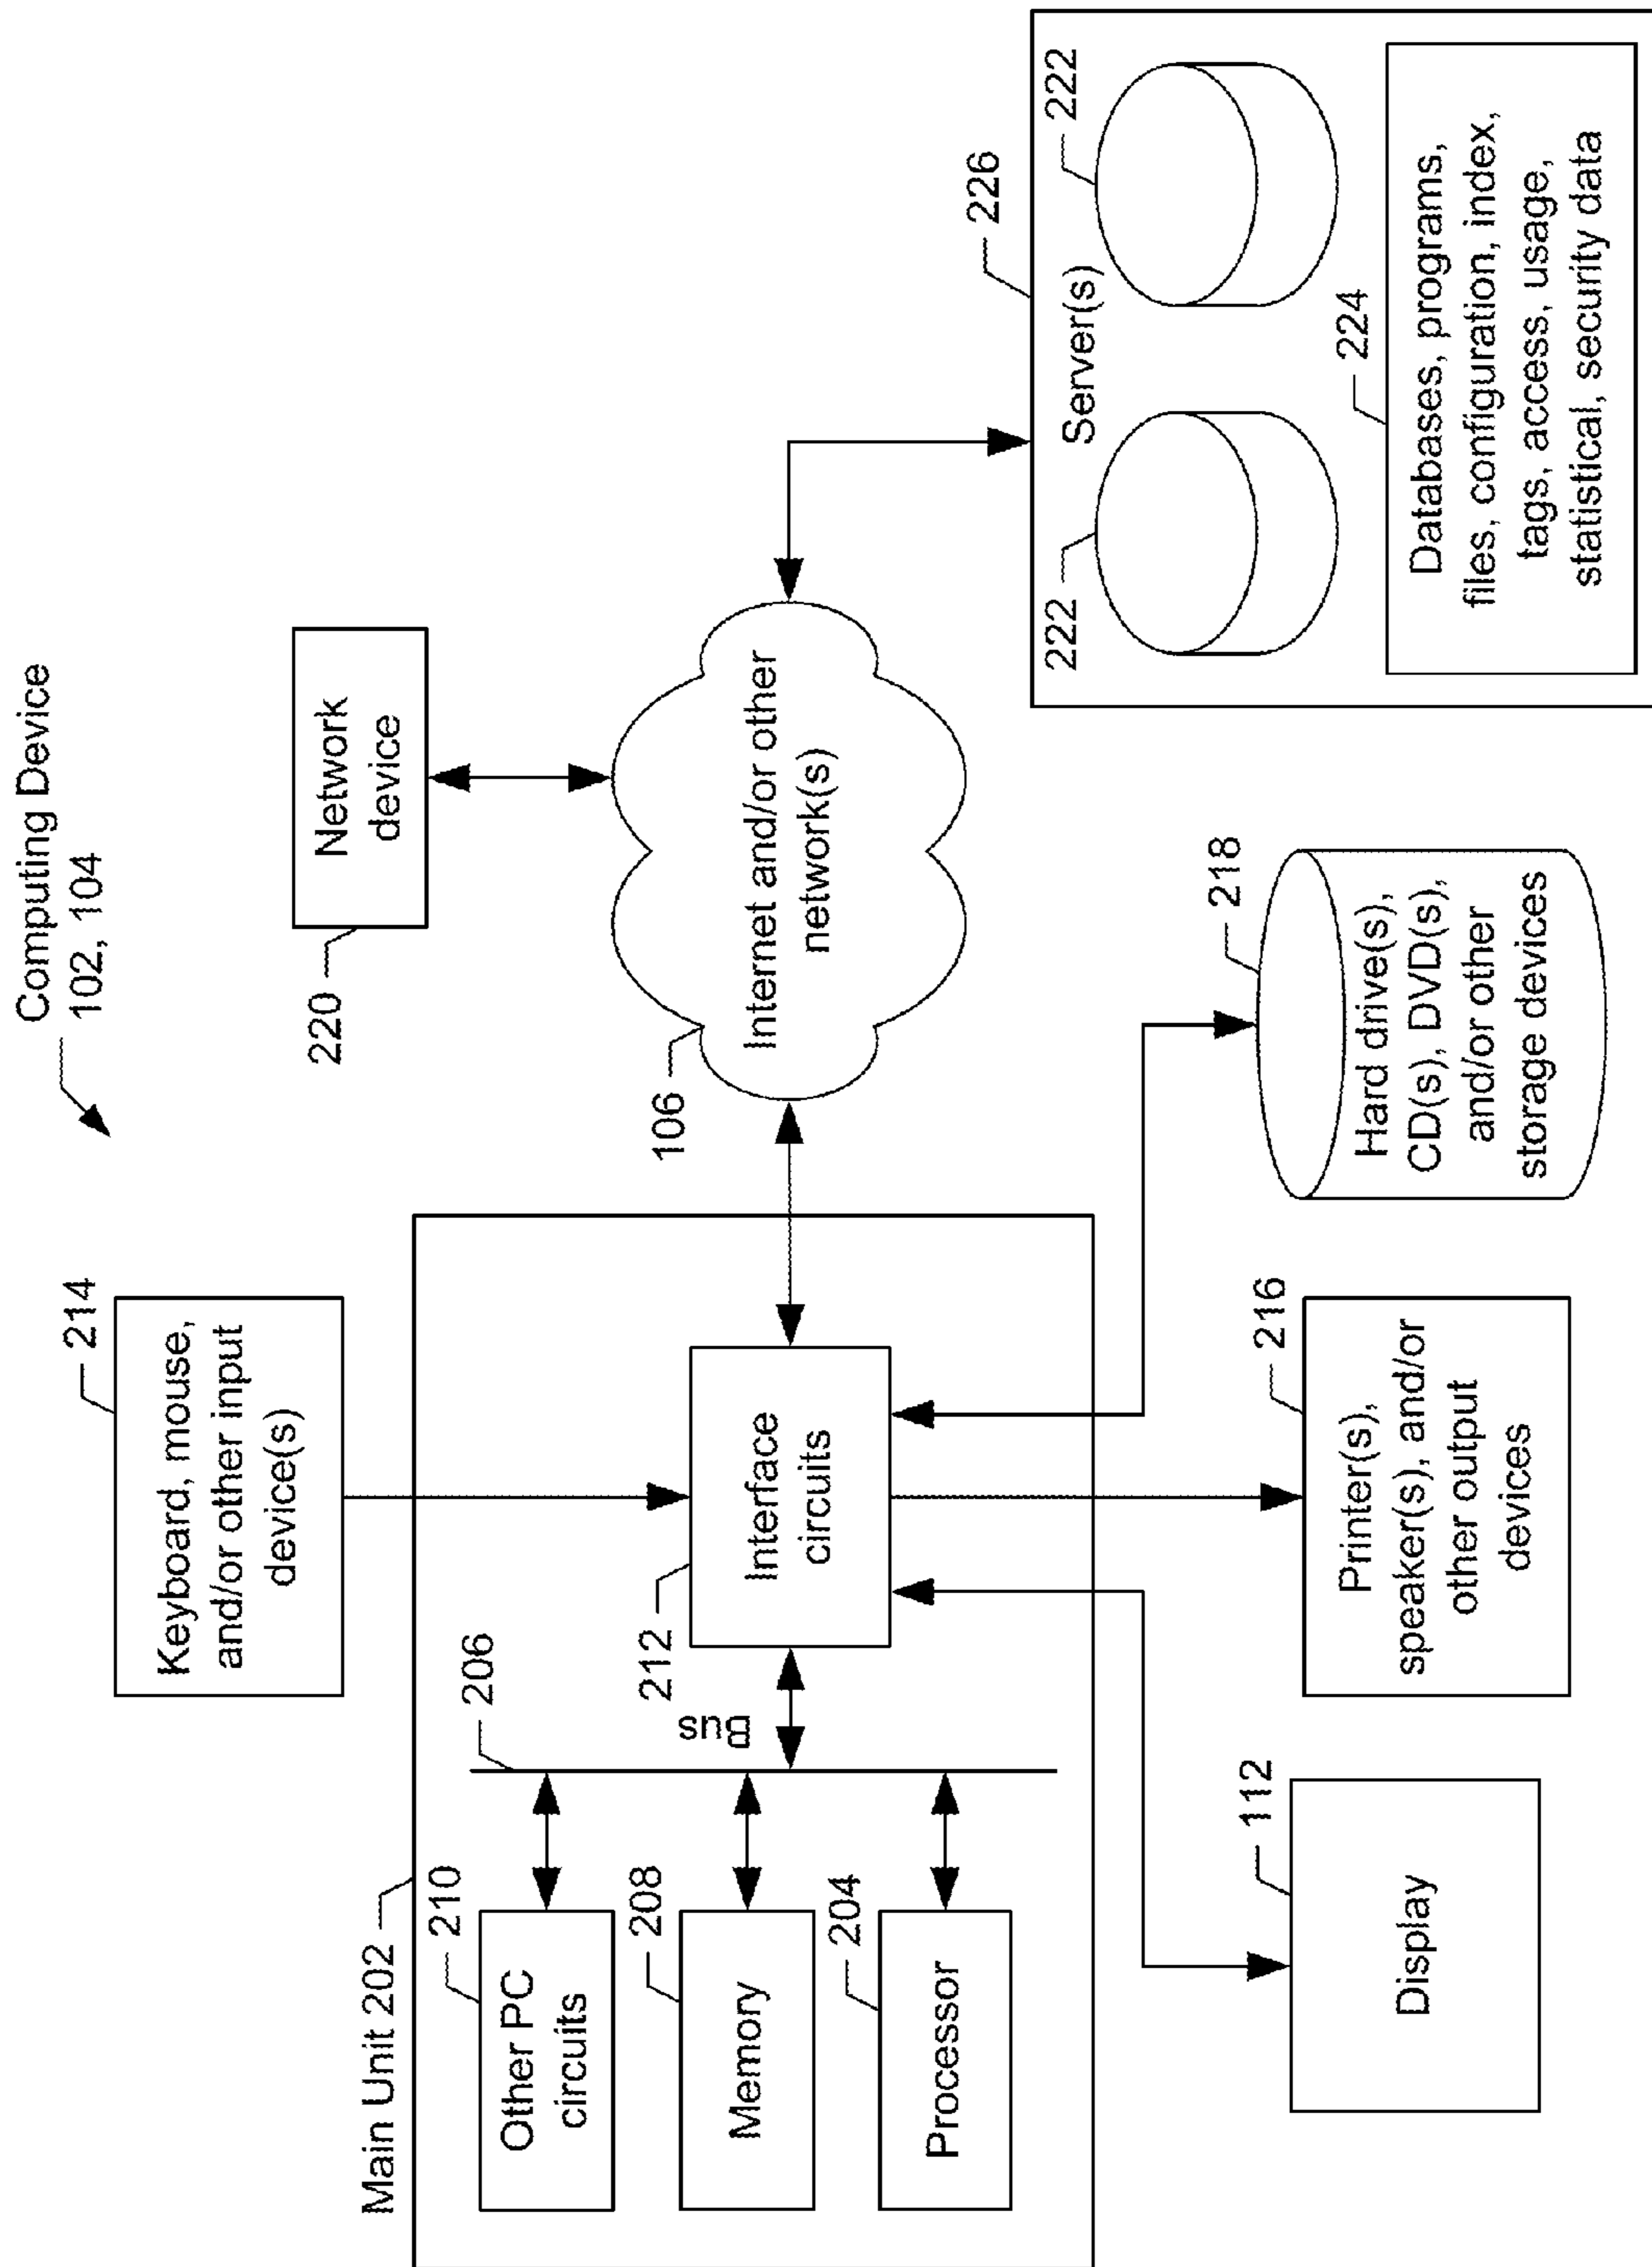 Computing Device
102, 104
214
Keyboard, mouse,
and/or other input
device(s)
Main Unit 202
210
Other PC
circuits
208
Memory
204
Processor
206
Bus
212
Interface
circuits
220
Network
device
106
Internet and/or other
network(s)
112
Display
216
Printer(s),
speaker(s), and/or
other output
devices
218
Hard drive(s),
CD(s), DVD(s),
and/or other
storage devices
226
Server(s)
222
222
224
Databases, programs,
files, configuration, index,
tags, access, usage,
statistical, security data